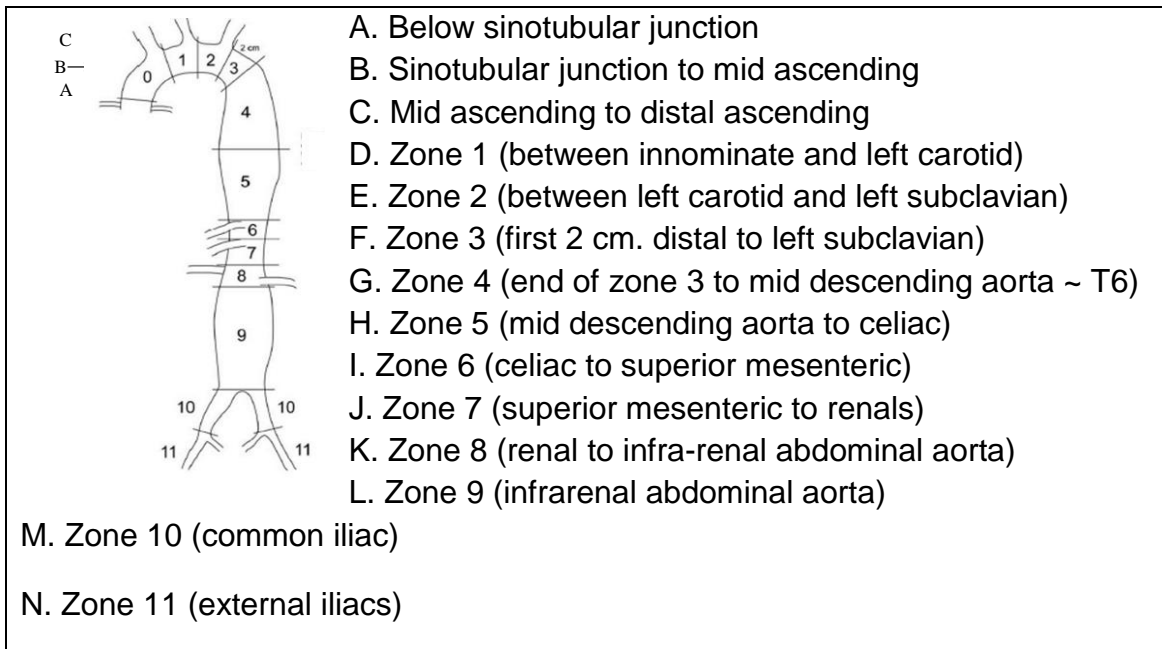 C
B
A
0
1
2
2 cm
3
4
5
6
7
8
9
10
10
11
11
A. Below sinotubular junction
B. Sinotubular junction to mid ascending
C. Mid ascending to distal ascending
D. Zone 1 (between innominate and left carotid)
E. Zone 2 (between left carotid and left subclavian)
F. Zone 3 (first 2 cm. distal to left subclavian)
G. Zone 4 (end of zone 3 to mid descending aorta ~ T6)
H. Zone 5 (mid descending aorta to celiac)
I. Zone 6 (celiac to superior mesenteric)
J. Zone 7 (superior mesenteric to renals)
K. Zone 8 (renal to infra-renal abdominal aorta)
L. Zone 9 (infrarenal abdominal aorta)
M. Zone 10 (common iliac)
N. Zone 11 (external iliacs)